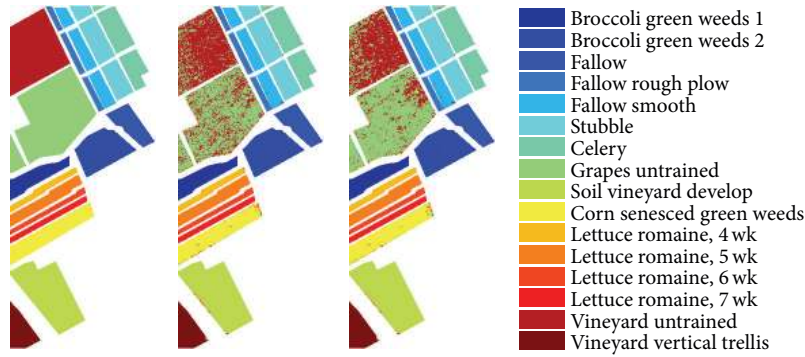 Broccoli green weeds 1
Broccoli green weeds 2
Fallow
Fallow rough plow
Fallow smooth
Stubble
Celery
Grapes untrained
Soil vineyard develop
Corn senesced green weeds
Lettuce romaine, 4 wk
Lettuce romaine, 5 wk
Lettuce romaine, 6 wk
Lettuce romaine, 7 wk
Vineyard untrained
Vineyard vertical trellis